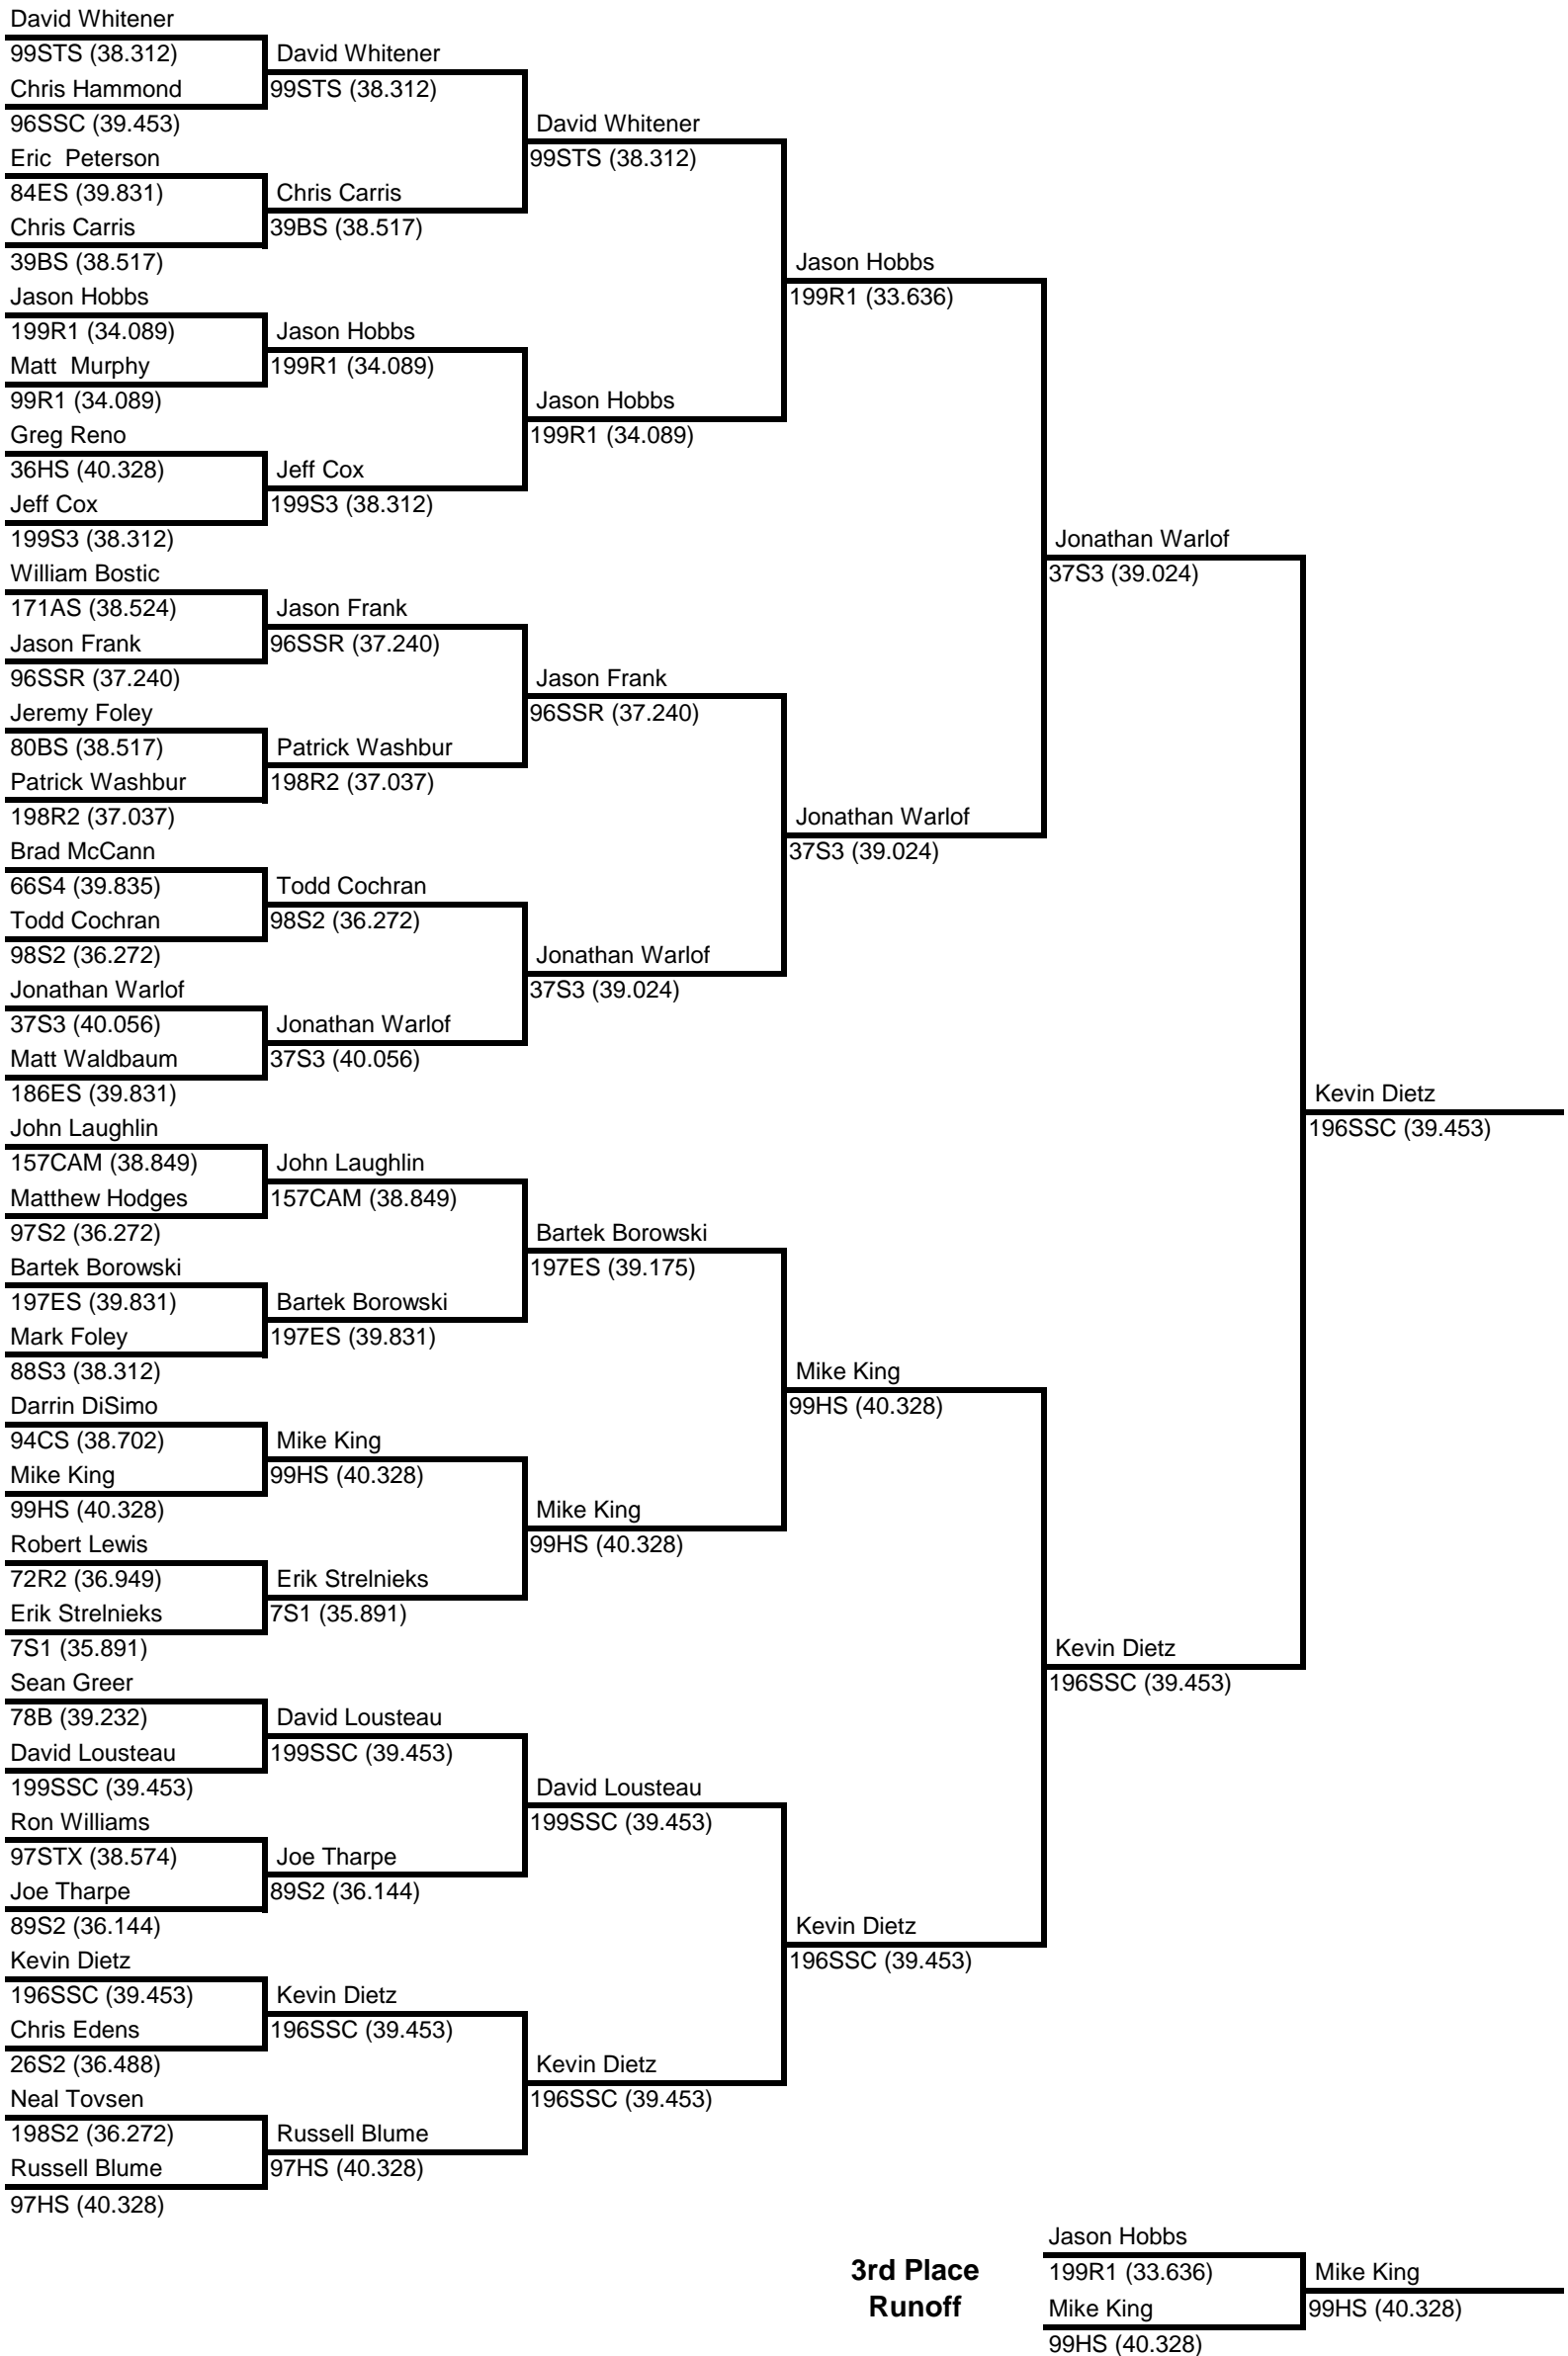 David Whitener
99STS (38.312)
Chris Hammond
96SSC (39.453)
Eric  Peterson
84ES (39.831)
Chris Carris
39BS (38.517)
Jason Hobbs
199R1 (34.089)
Matt  Murphy
99R1 (34.089)
Greg Reno
36HS (40.328)
Jeff Cox
199S3 (38.312)
William Bostic
171AS (38.524)
Jason Frank
96SSR (37.240)
Jeremy Foley
80BS (38.517)
Patrick Washbur
198R2 (37.037)
Brad McCann
66S4 (39.835)
Todd Cochran
98S2 (36.272)
Jonathan Warlof
37S3 (40.056)
Matt Waldbaum
186ES (39.831)
John Laughlin
157CAM (38.849)
Matthew Hodges
97S2 (36.272)
Bartek Borowski
197ES (39.831)
Mark Foley
88S3 (38.312)
Darrin DiSimo
94CS (38.702)
Mike King
99HS (40.328)
Robert Lewis
72R2 (36.949)
Erik Strelnieks
7S1 (35.891)
Sean Greer
78B (39.232)
David Lousteau
199SSC (39.453)
Ron Williams
97STX (38.574)
Joe Tharpe
89S2 (36.144)
Kevin Dietz
196SSC (39.453)
Chris Edens
26S2 (36.488)
Neal Tovsen
198S2 (36.272)
Russell Blume
97HS (40.328)
David Whitener
99STS (38.312)
Chris Carris
39BS (38.517)
Jason Hobbs
199R1 (34.089)
Jeff Cox
199S3 (38.312)
Jason Frank
96SSR (37.240)
Patrick Washbur
198R2 (37.037)
Todd Cochran
98S2 (36.272)
Jonathan Warlof
37S3 (40.056)
John Laughlin
157CAM (38.849)
Bartek Borowski
197ES (39.831)
Mike King
99HS (40.328)
Erik Strelnieks
7S1 (35.891)
David Lousteau
199SSC (39.453)
Joe Tharpe
89S2 (36.144)
Kevin Dietz
196SSC (39.453)
Russell Blume
97HS (40.328)
David Whitener
99STS (38.312)
Jason Hobbs
199R1 (34.089)
Jason Frank
96SSR (37.240)
Jonathan Warlof
37S3 (39.024)
Bartek Borowski
197ES (39.175)
Mike King
99HS (40.328)
David Lousteau
199SSC (39.453)
Kevin Dietz
196SSC (39.453)
Jason Hobbs
199R1 (33.636)
Jonathan Warlof
37S3 (39.024)
Mike King
99HS (40.328)
Kevin Dietz
196SSC (39.453)
Jonathan Warlof
37S3 (39.024)
Kevin Dietz
196SSC (39.453)
Kevin Dietz
196SSC (39.453)
3rd Place
Runoff
Jason Hobbs
199R1 (33.636)
Mike King
99HS (40.328)
Mike King
99HS (40.328)